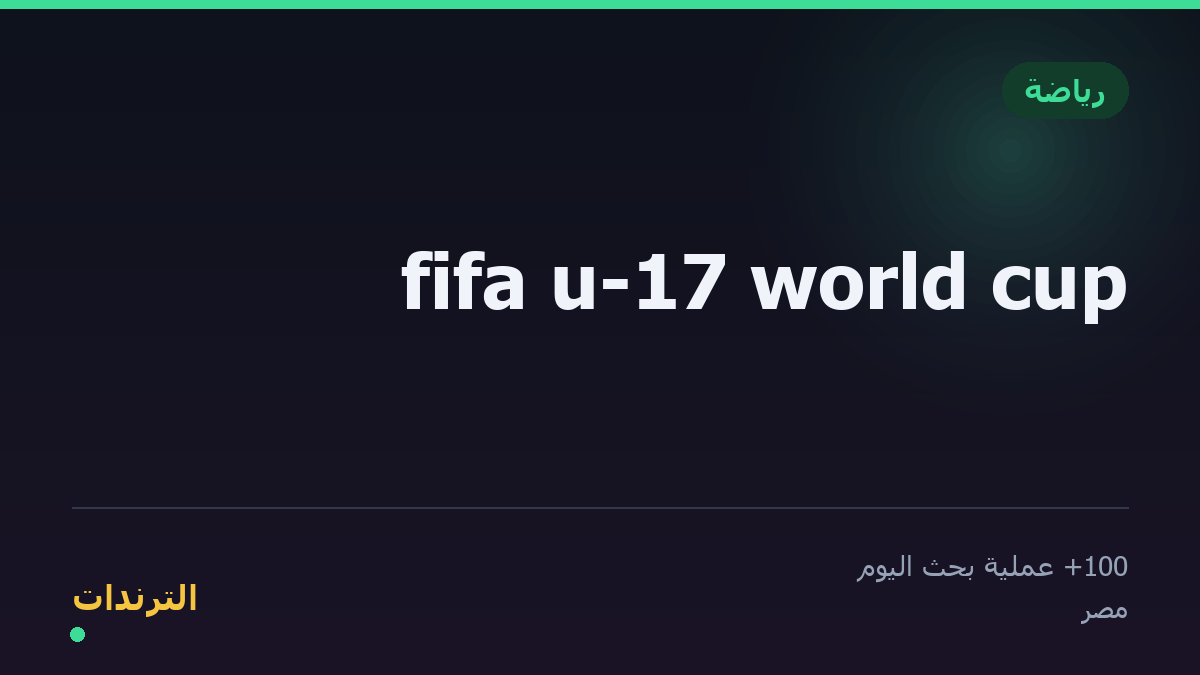 رياضة
fifa u-17 world cup
100+ عملية بحث اليوم
مصر
الترندات